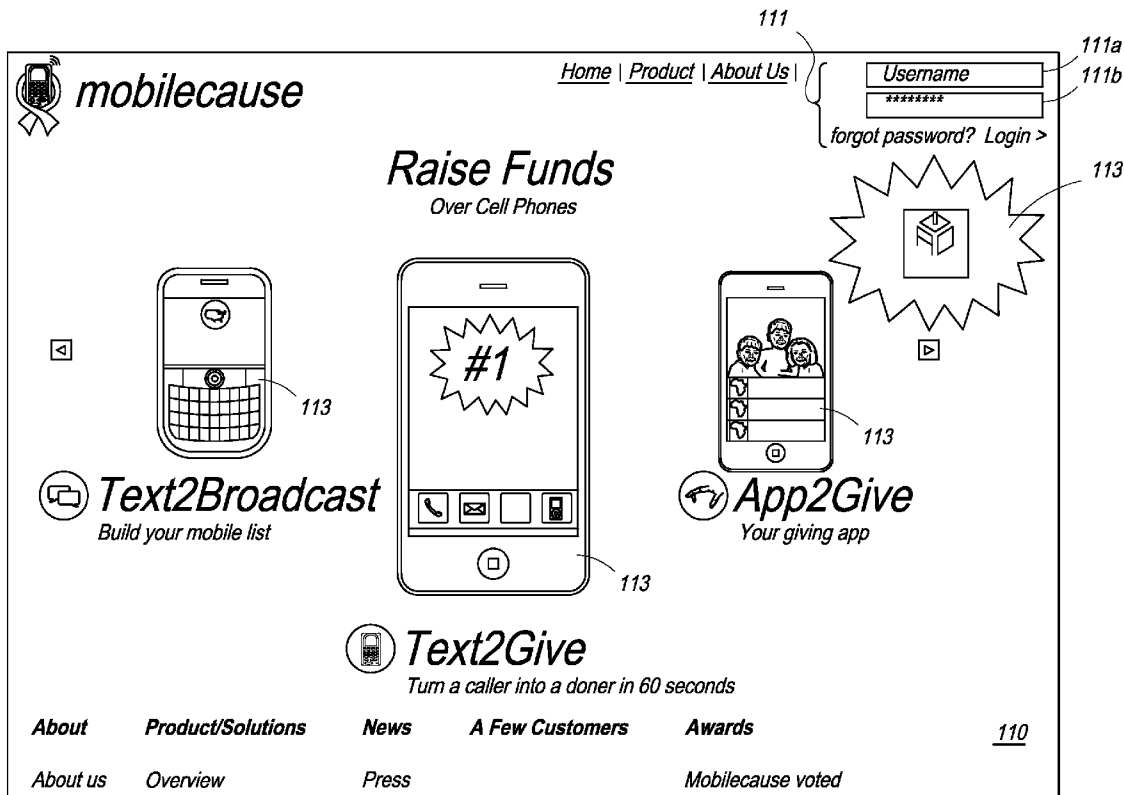 111
mobilecause
Home | Product | About Us |
Username
111a
********
111b
forgot password? Login >
Raise Funds
Over Cell Phones
113
#1
113
113
Text2Broadcast
Build your mobile list
App2Give
Your giving app
113
Text2Give
Turn a caller into a doner in 60 seconds
About Product/Solutions News A Few Customers Awards
110
About us Overview Press Mobilecause voted